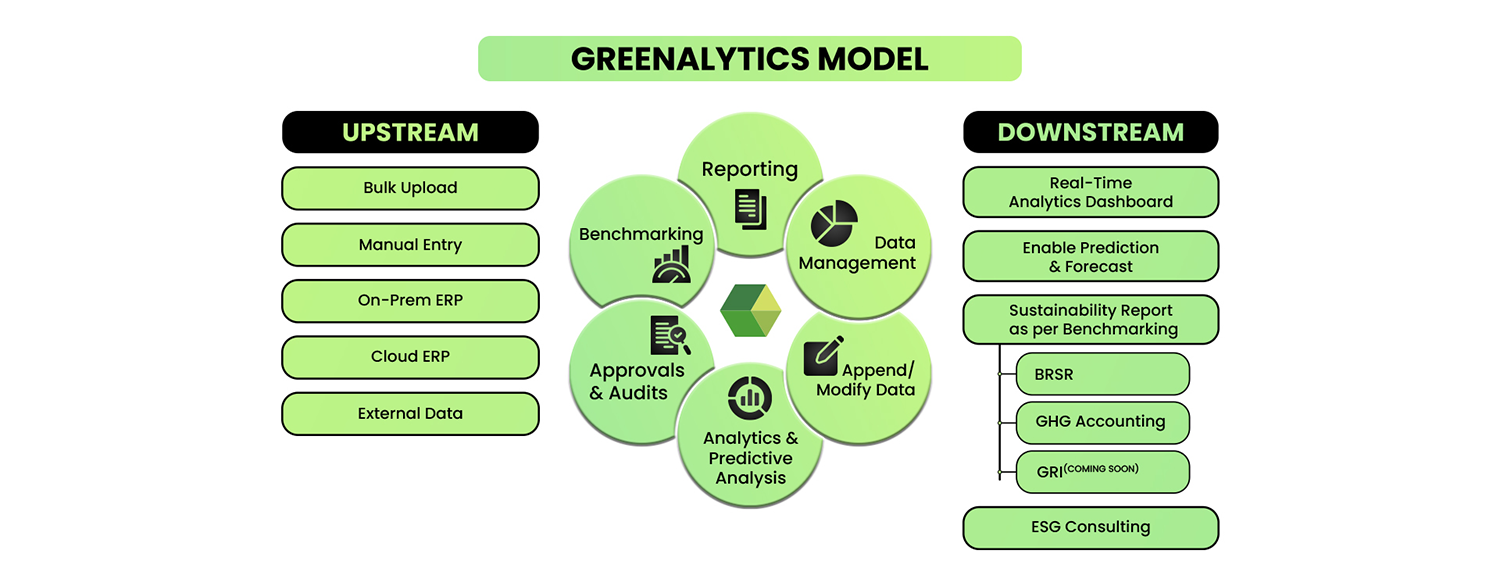 GREENALYTICS MODEL
UPSTREAM
Bulk Upload
Manual Entry
On-Prem ERP
Cloud ERP
External Data
Reporting
Data
Management
Append/
Modify Data
Analytics &
Predictive
Analysis
Approvals
& Audits
Benchmarking
DOWNSTREAM
Real-Time
Analytics Dashboard
Enable Prediction
& Forecast
Sustainability Report
as per Benchmarking
BRSR
GHG Accounting
GRI(COMING SOON)
ESG Consulting